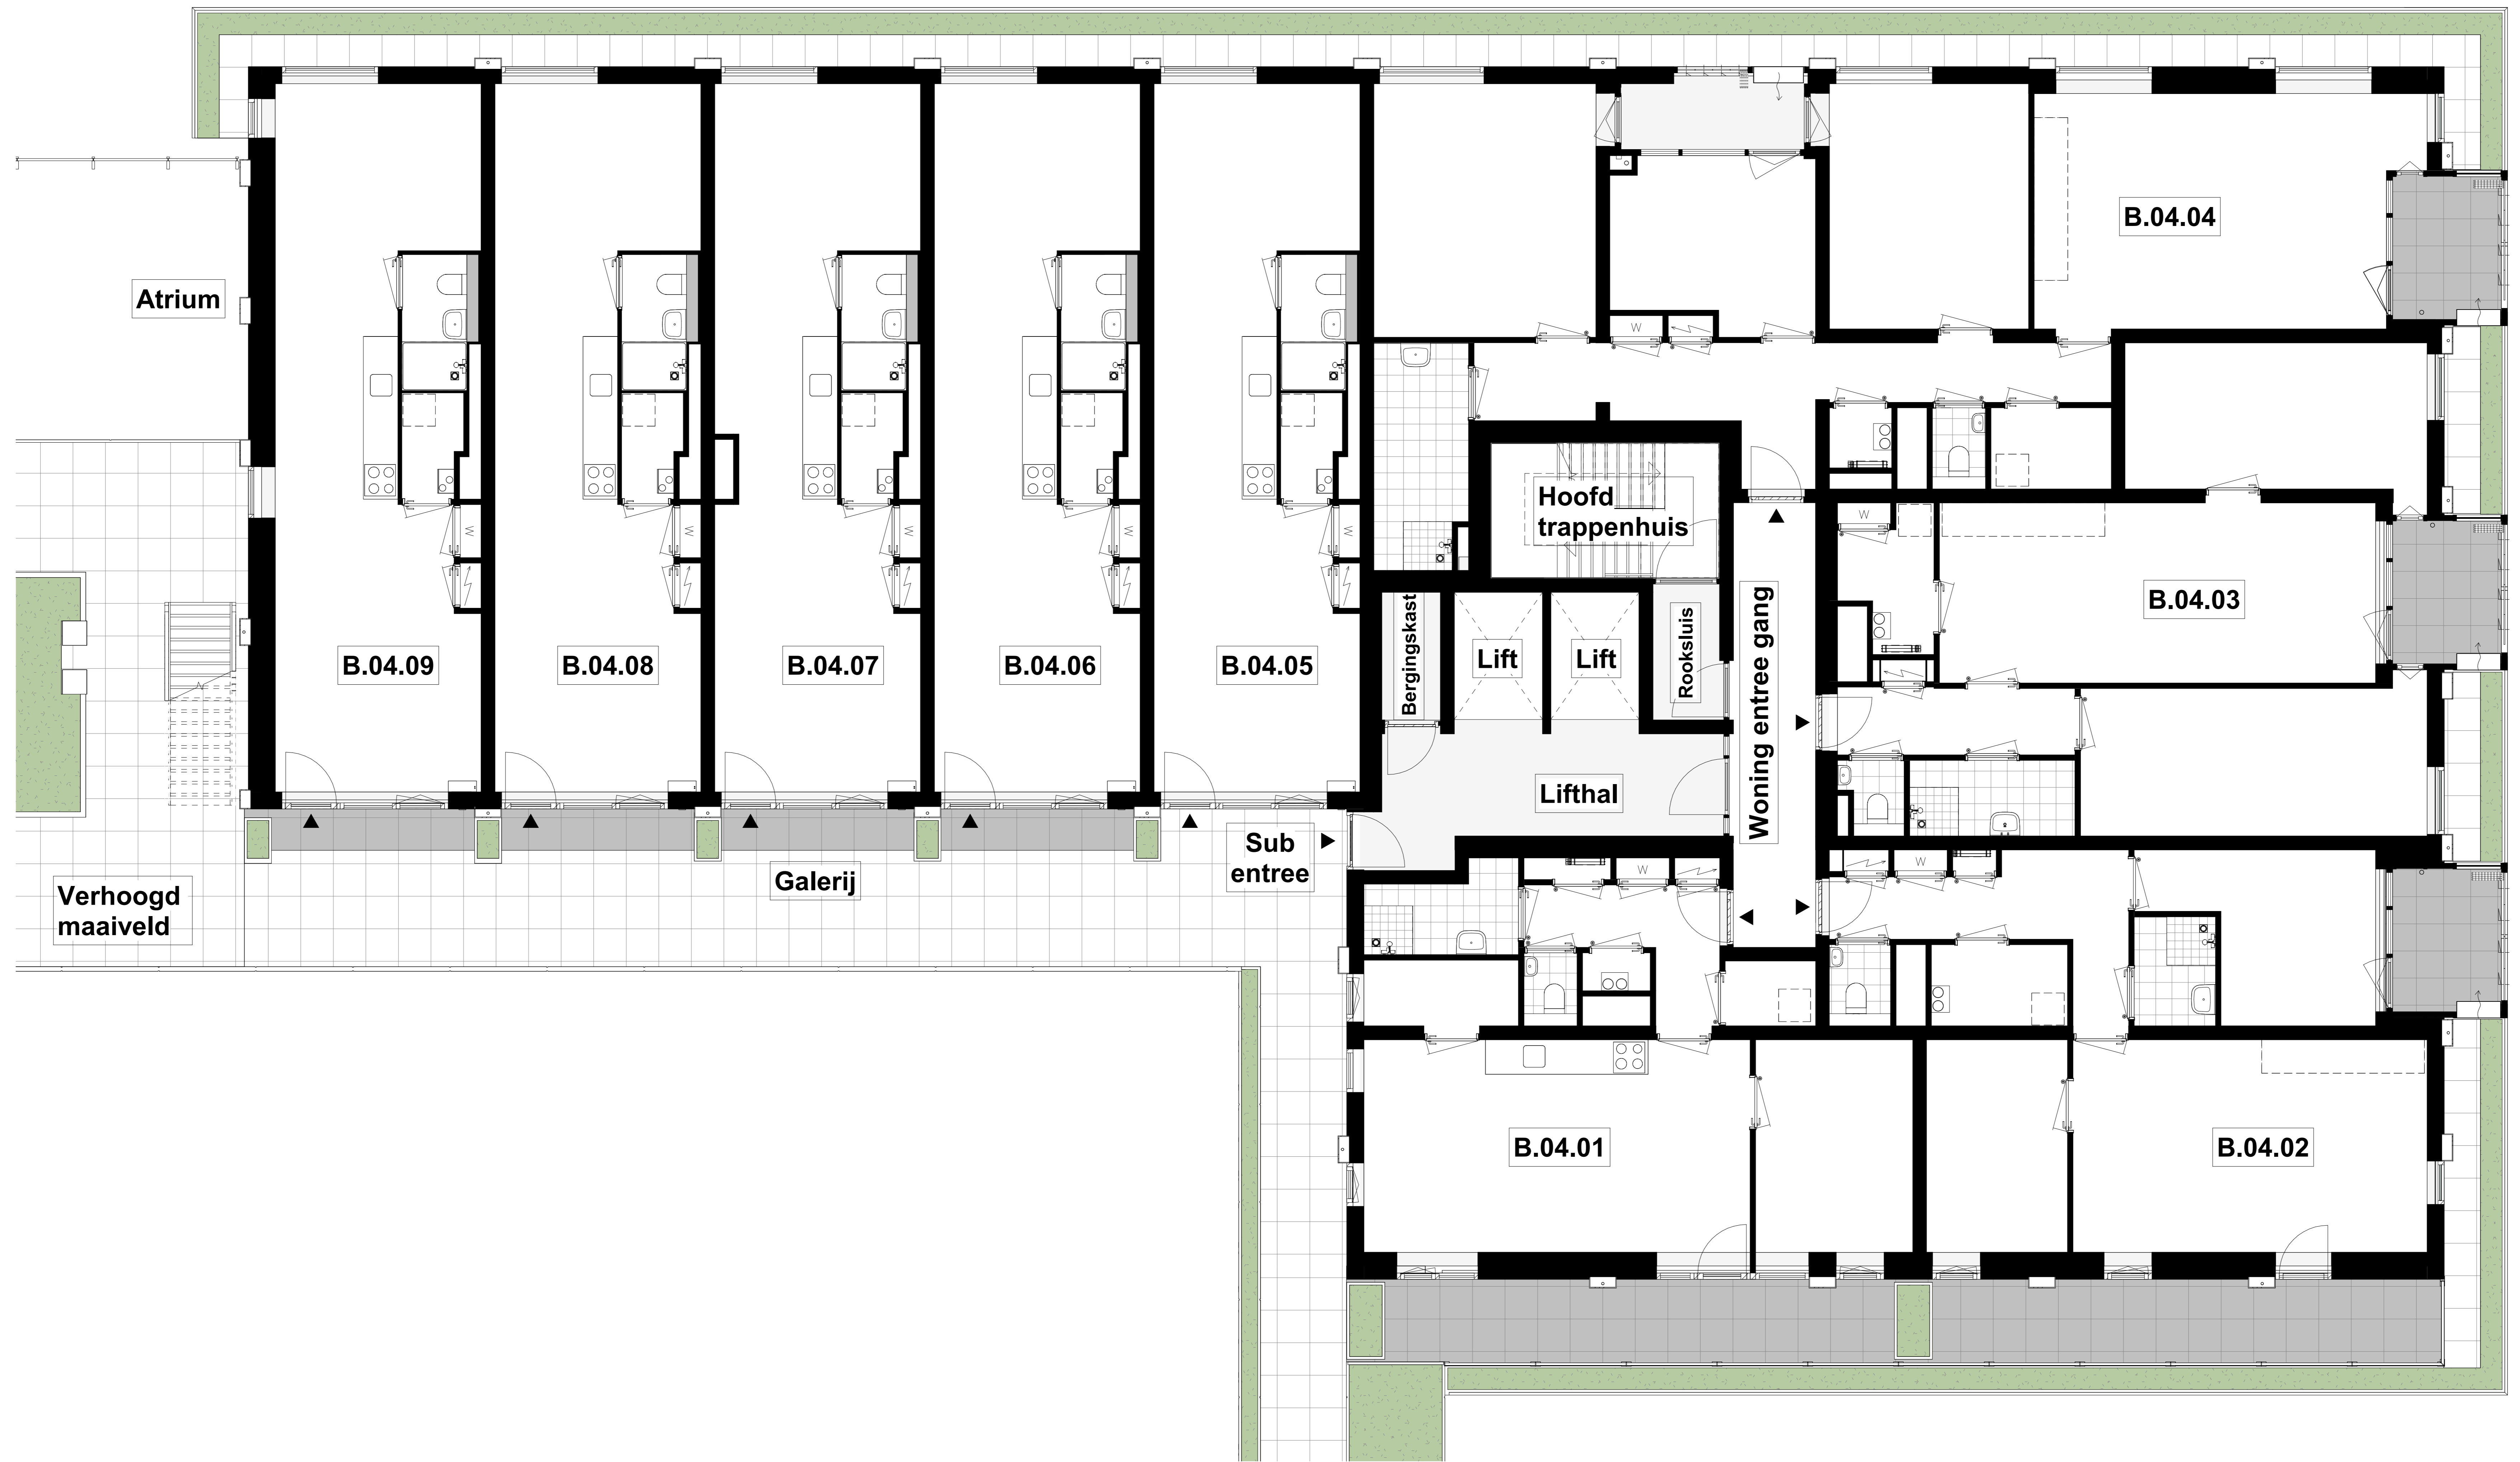 B.04.04
Atrium
W
Hoofd
trappenhuis
W
W
W
W
W
W
Woning entree gang
B.04.03
Bergingskast
Lift
Lift
Rooksluis
B.04.09
B.04.08
B.04.07
B.04.06
B.04.05
Lifthal
Sub
entree
Galerij
Verhoogd
maaiveld
W
W
B.04.01
B.04.02